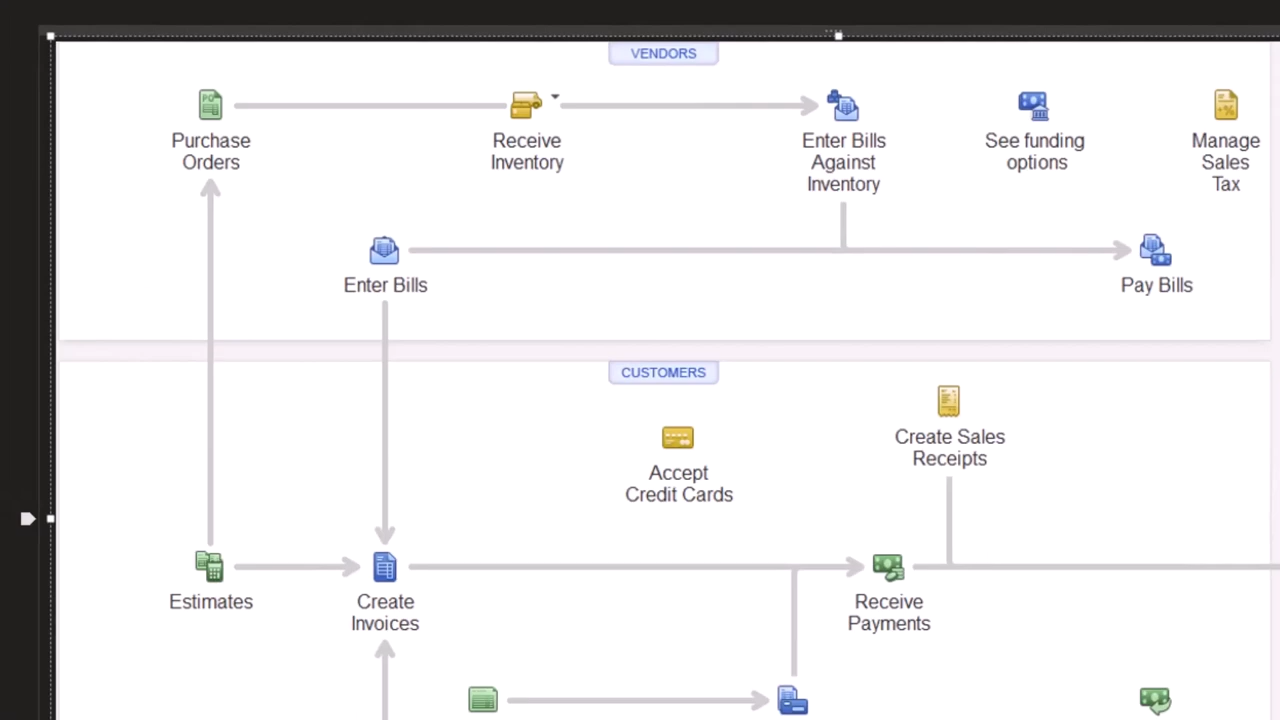 VENDORS
Purchase
Orders
Receive
Inventory
Enter Bills
Against
Inventory
See funding
options
Manage
Sales
Tax
Enter Bills
Pay Bills
CUSTOMERS
Create Sales
Receipts
Accept
Credit Cards
Estimates
Create
Invoices
Receive
Payments